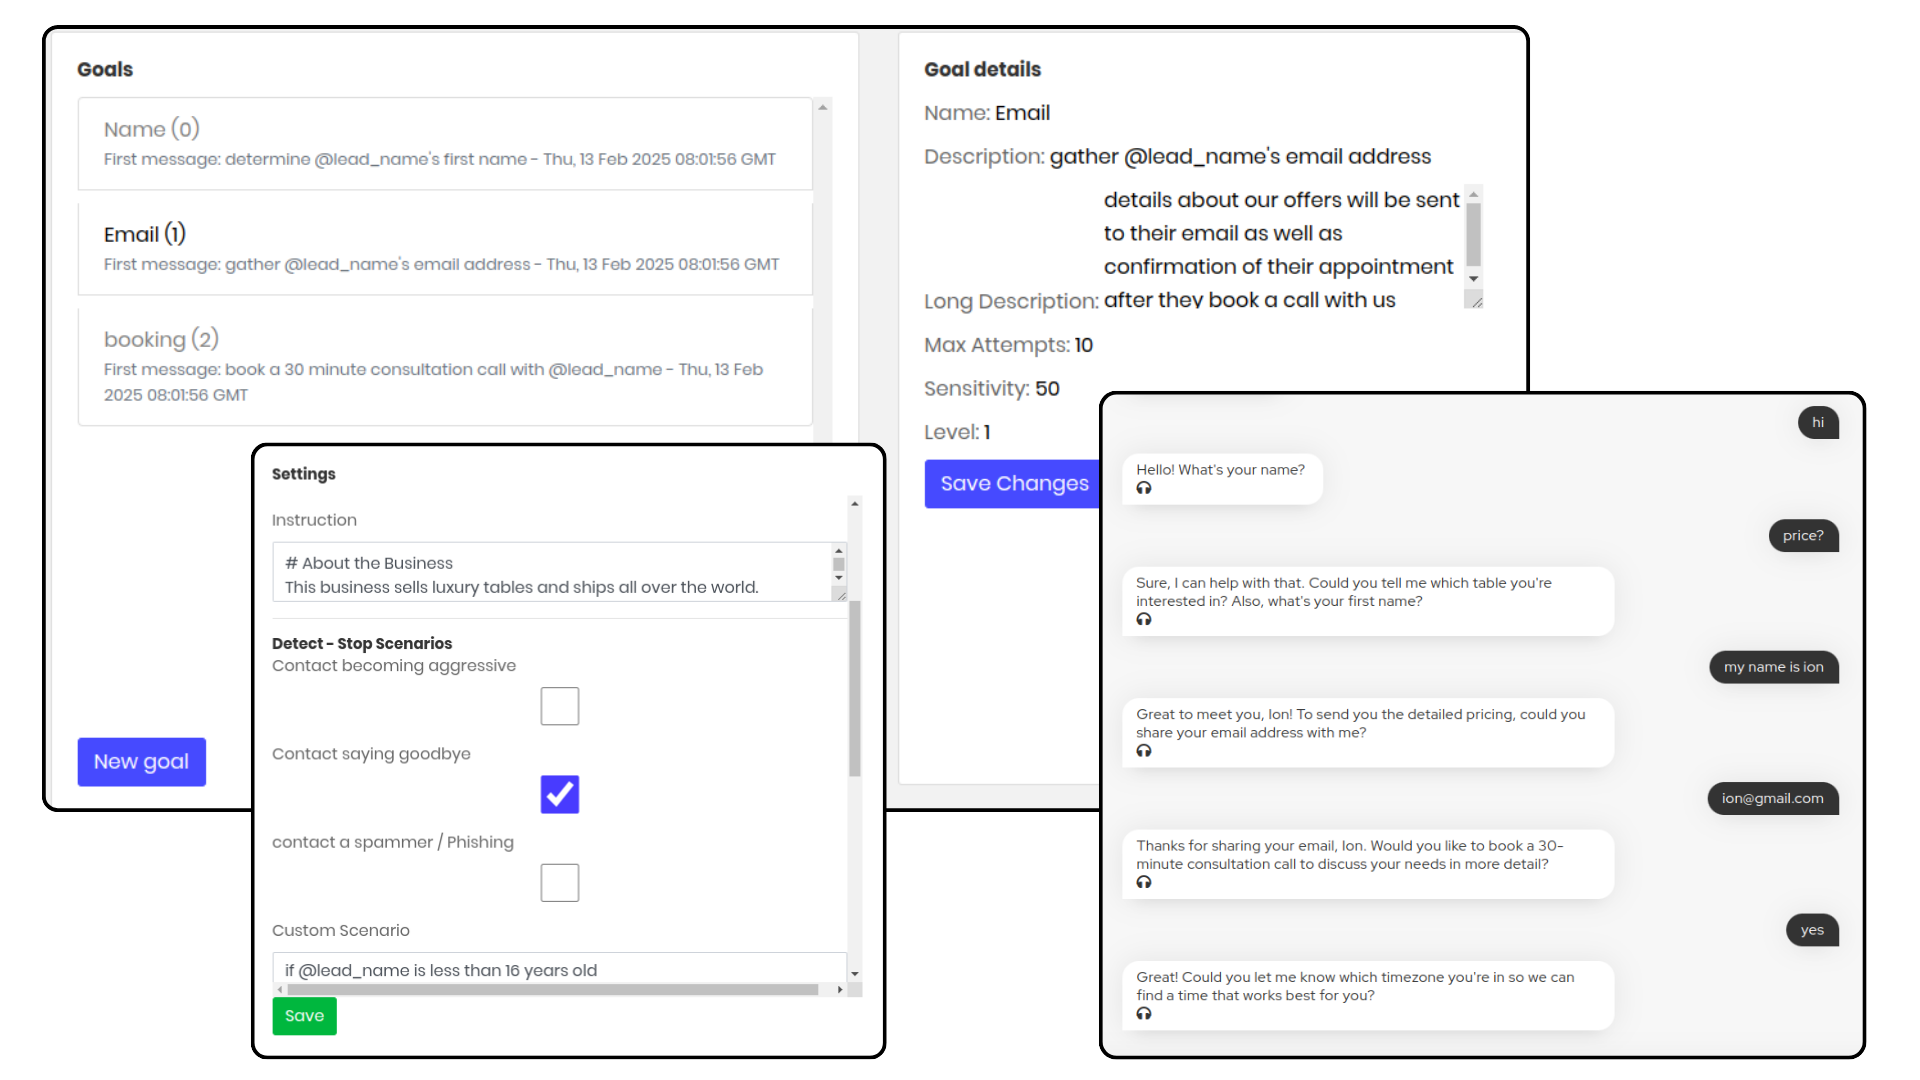 Goals
Name (0)
First message: determine @lead_name's first name - Thu, 13 Feb 2025 08:01:56 GMT
Email (1)
First message: gather @lead_name's email address - Thu, 13 Feb 2025 08:01:56 GMT
booking (2)
First message: book a 30 minute consultation call with @lead_name - Thu, 13 Feb
2025 08:01:56 GMT
New goal
Goal details
Name: Email
Description: gather @lead_name's email address
details about our offers will be sent
to their email as well as
confirmation of their appointment
Long Description: after they book a call with us
Max Attempts: 10
Sensitivity: 50
Level: 1
Save Changes
Settings
Instruction
# About the Business
This business sells luxury tables and ships all over the world.
Detect - Stop Scenarios
Contact becoming aggressive
Contact saying goodbye
contact a spammer / Phishing
Custom Scenario
if @lead_name is less than 16 years old
Save
hi
Hello! What's your name?
price?
Sure, I can help with that. Could you tell me which table you're
interested in? Also, what's your first name?
my name is ion
Great to meet you, Ion! To send you the detailed pricing, could you
share your email address with me?
ion@gmail.com
Thanks for sharing your email, Ion. Would you like to book a 30-
minute consultation call to discuss your needs in more detail?
yes
Great! Could you let me know which timezone you're in so we can
find a time that works best for you?